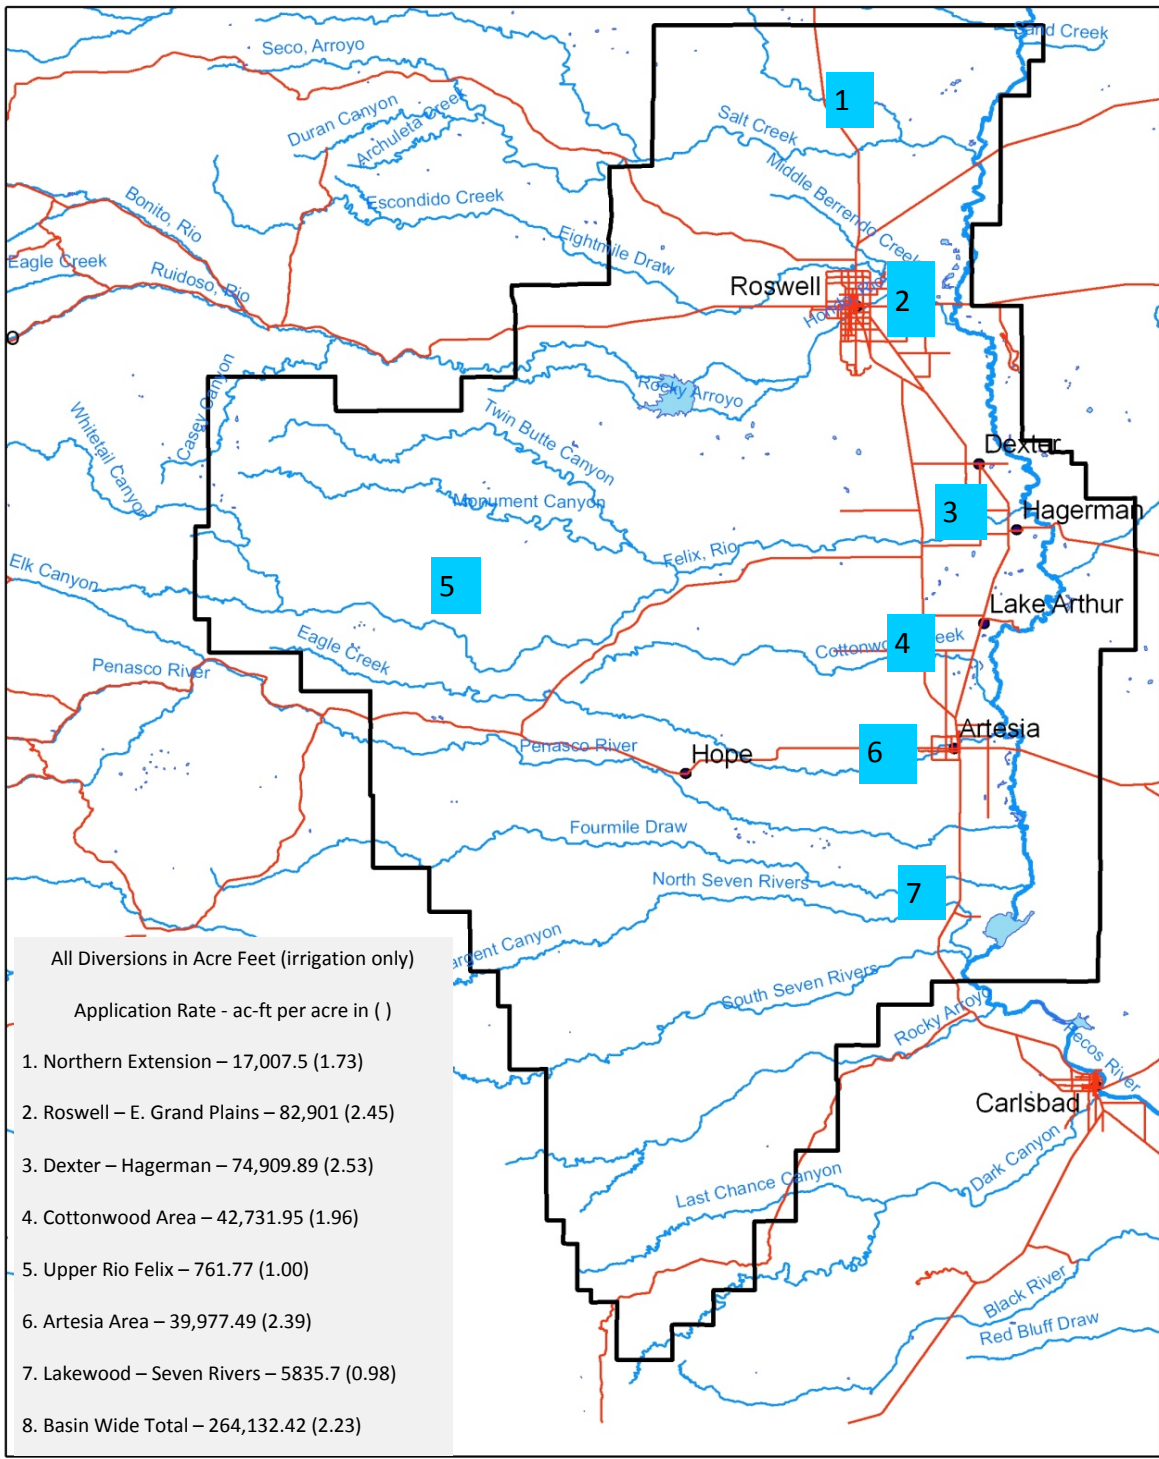 Sand Creek
Seco, Arroyo
1
Duran Canyon
Archuleta Creek
Salt Creek
Middle Berrendo Creek
Escondido Creek
Bonito, Rio
Eightmile Draw
Eagle Creek
Ruidoso, Rio
Roswell
2
Rocky Arroyo
Casey Canyon
Whitetail Canyon
Twin Butte Canyon
Dexter
Monument Canyon
3
Hagerman
Felix, Rio
Elk Canyon
5
Lake Arthur
Eagle Creek
4
Penasco River
Artesia
Penasco River
Hope
6
Fourmile Draw
North Seven Rivers
7
Canyon
South Seven Rivers
Rocky Arroyo
Pecos River
Carlsbad
Dark Canyon
Last Chance Canyon
Black River
Red Bluff Draw
All Diversions in Acre Feet (irrigation only)
Application Rate - ac-ft per acre in ( )
1. Northern Extension – 17,007.5 (1.73)
2. Roswell – E. Grand Plains – 82,901 (2.45)
3. Dexter – Hagerman – 74,909.89 (2.53)
4. Cottonwood Area – 42,731.95 (1.96)
5. Upper Rio Felix – 761.77 (1.00)
6. Artesia Area – 39,977.49 (2.39)
7. Lakewood – Seven Rivers – 5835.7 (0.98)
8. Basin Wide Total – 264,132.42 (2.23)